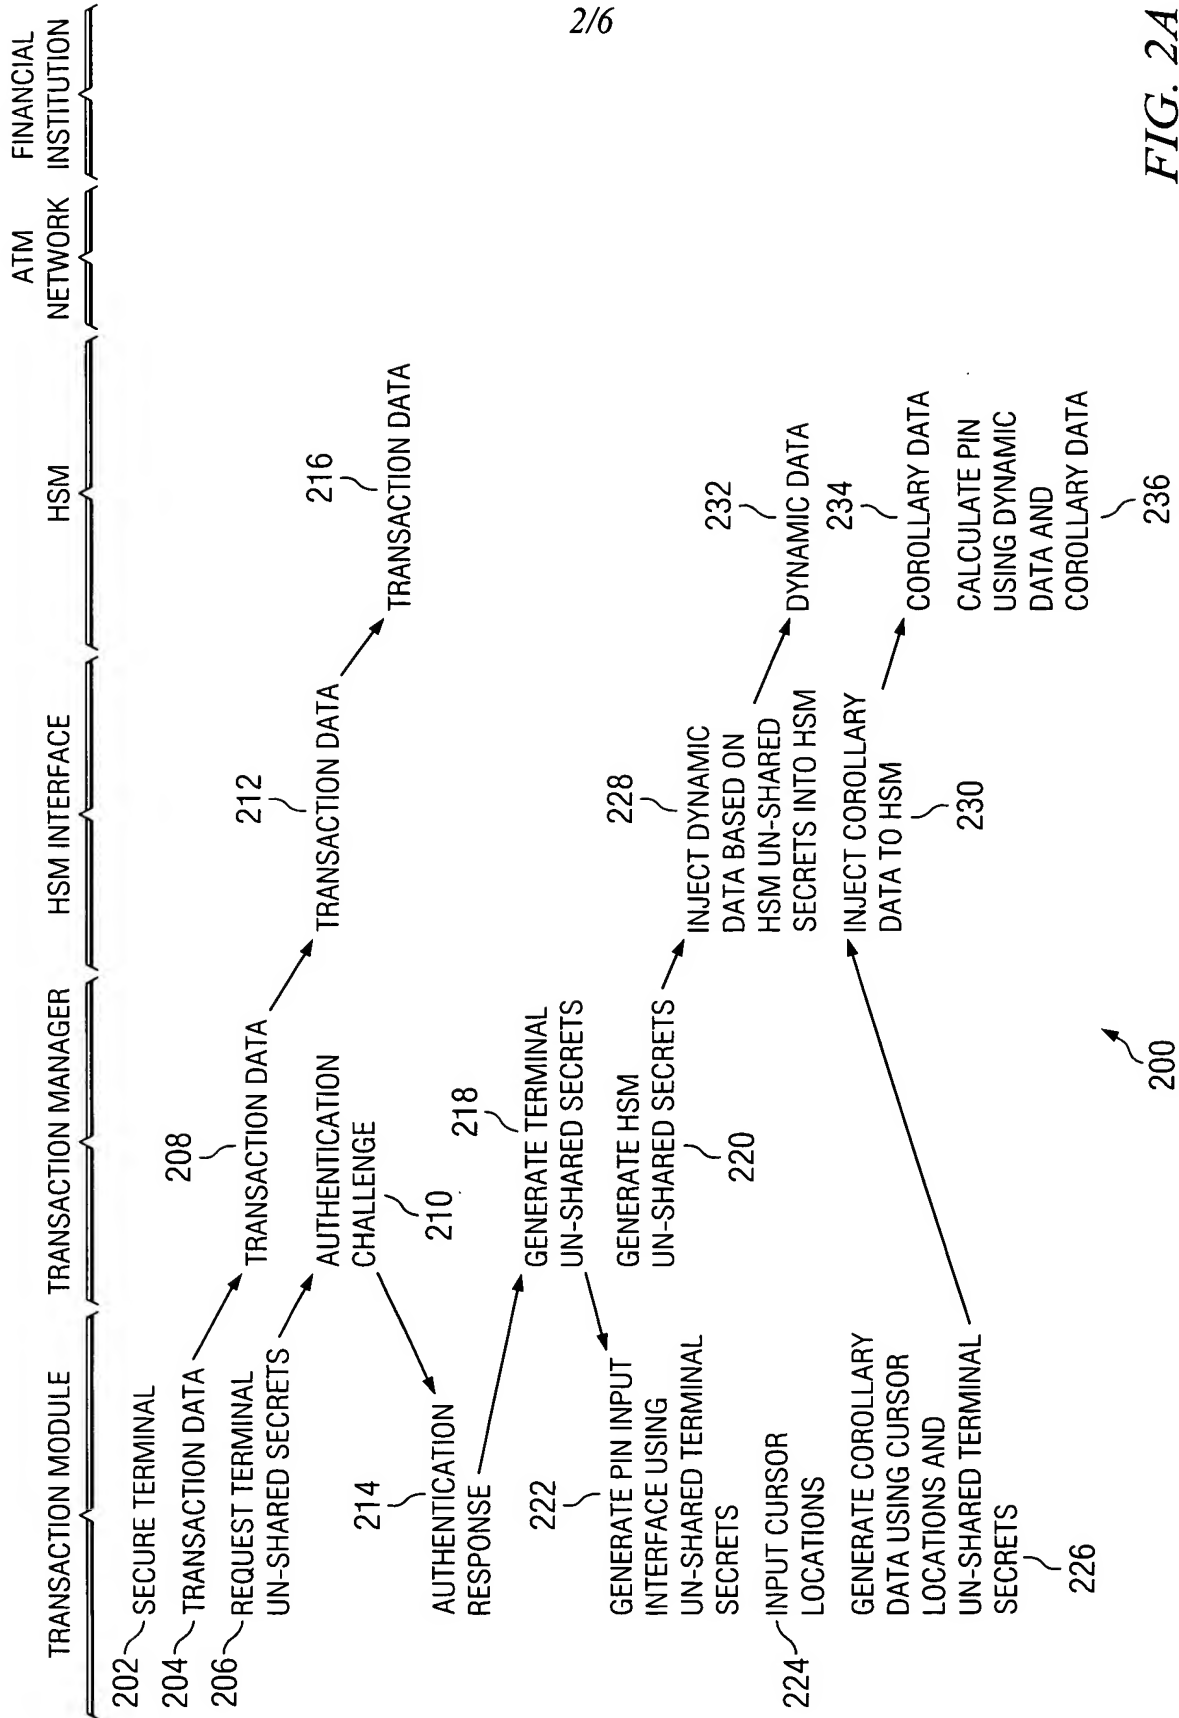 2/6
TRANSACTION MODULE
TRANSACTION MANAGER
HSM INTERFACE
HSM
ATM
NETWORK
FINANCIAL
INSTITUTION
202
SECURE TERMINAL
204
TRANSACTION DATA
206
REQUEST TERMINAL
UN-SHARED SECRETS
208
TRANSACTION DATA
AUTHENTICATION
CHALLENGE
210
212
TRANSACTION DATA
216
TRANSACTION DATA
214
AUTHENTICATION
RESPONSE
218
GENERATE TERMINAL
UN-SHARED SECRETS
GENERATE HSM
UN-SHARED SECRETS
220
222
GENERATE PIN INPUT
INTERFACE USING
UN-SHARED TERMINAL
SECRETS
INPUT CURSOR
LOCATIONS
224
GENERATE COROLLARY
DATA USING CURSOR
LOCATIONS AND
UN-SHARED TERMINAL
SECRETS
226
228
INJECT DYNAMIC
DATA BASED ON
HSM UN-SHARED
SECRETS INTO HSM
INJECT COROLLARY
DATA TO HSM
230
232
DYNAMIC DATA
234
COROLLARY DATA
CALCULATE PIN
USING DYNAMIC
DATA AND
COROLLARY DATA
236
200
FIG. 2A